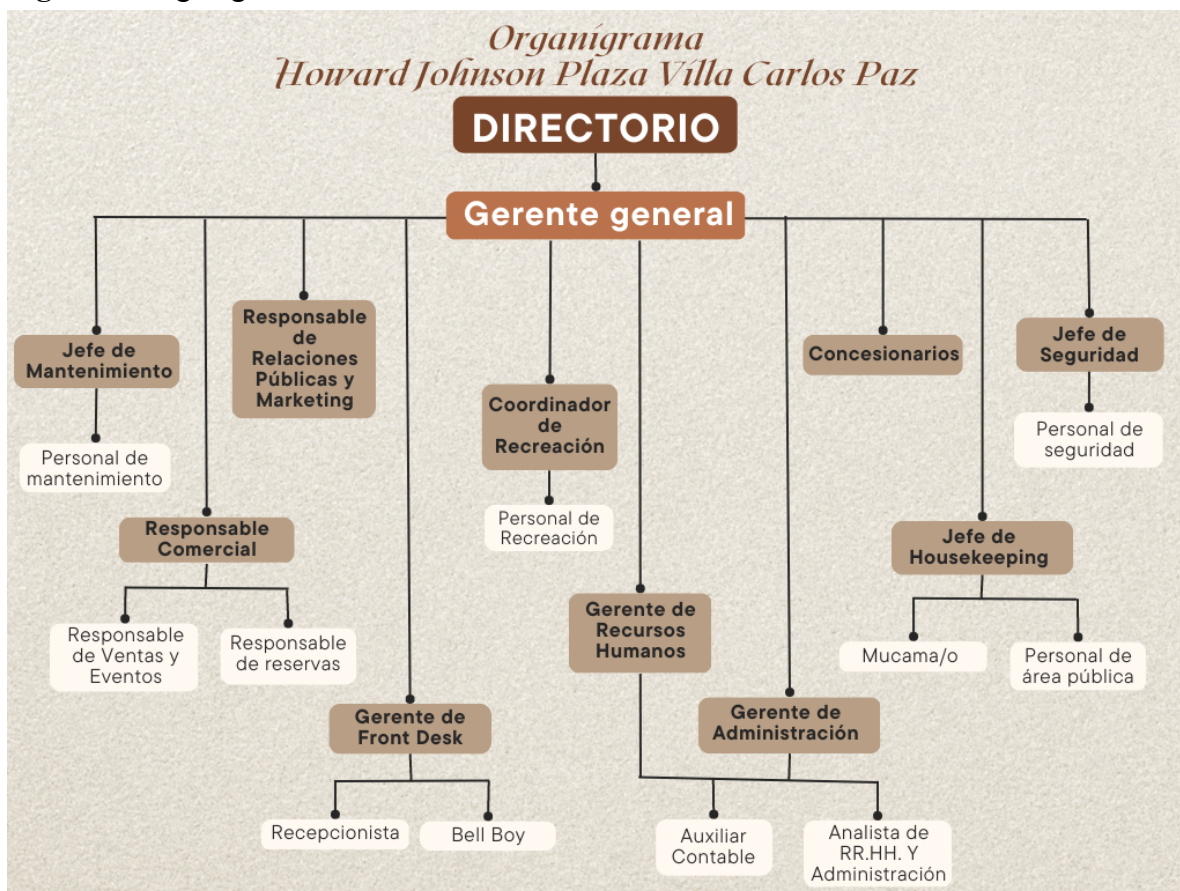 Organigrama
Howard Johnson Plaza Villa Carlos Paz
DIRECTORIO
Gerente general
Jefe de
Mantenimiento
Personal de
mantenimiento
Responsable
Comercial
Responsable
de Ventas y
Eventos
Responsable
de reservas
Responsable
de
Relaciones
Públicas y
Marketing
Gerente de
Front Desk
Recepcionista
Bell Boy
Coordinador
de
Recreación
Personal de
Recreación
Gerente de
Recursos
Humanos
Gerente de
Administración
Auxiliar
Contable
Analista de
RR.HH. Y
Administración
Concesionarios
Jefe de
Housekeeping
Mucama/o
Personal de
área pública
Jefe de
Seguridad
Personal de
seguridad